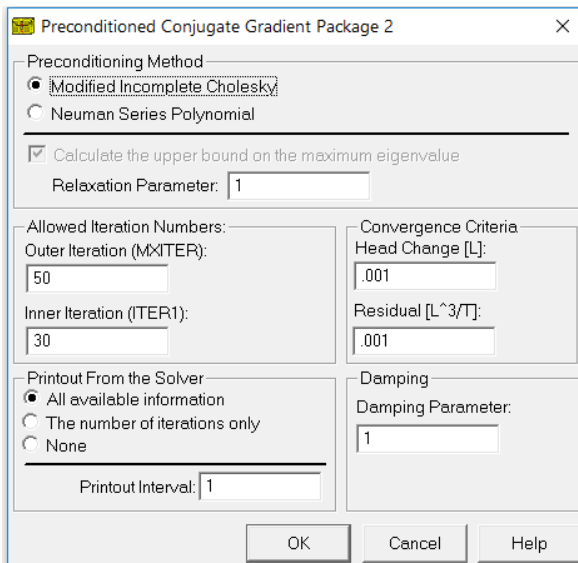 Preconditioned Conjugate Gradient Package 2
Preconditioning Method
Modified Incomplete Cholesky
Neuman Series Polynomial
Calculate the upper bound on the maximum eigenvalue
Relaxation Parameter: 1
Allowed Iteration Numbers:
Outer Iteration (MXITER):
50
Inner Iteration (ITER1):
30
Convergence Criteria
Head Change [L]:
.001
Residual [L^3/T]:
.001
Printout From the Solver
All available information
The number of iterations only
None
Printout Interval: 1
Damping
Damping Parameter:
1
OK Cancel Help